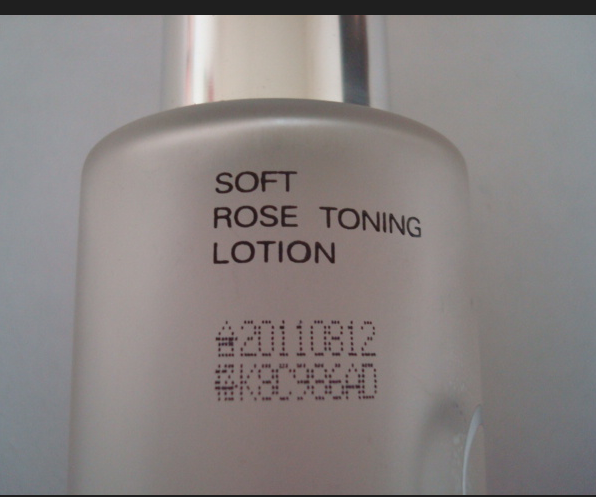 SOFT
ROSE TONING
LOTION
20110812